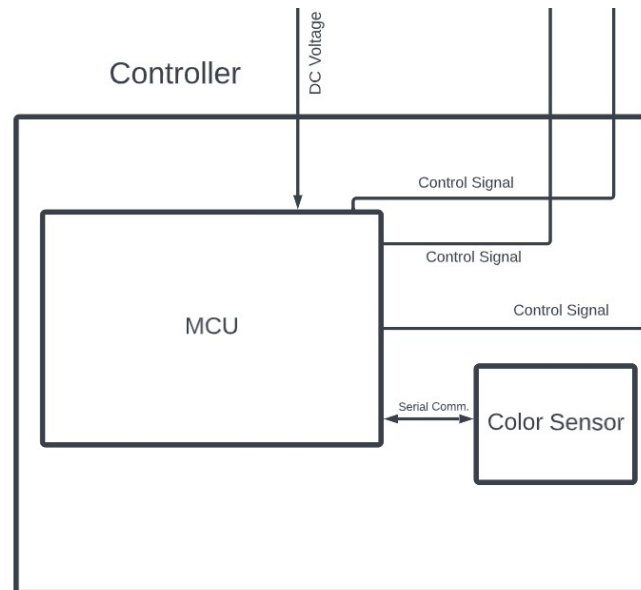 DC Voltage
Controller
Control Signal
Control Signal
Control Signal
MCU
Serial Comm.
Color Sensor